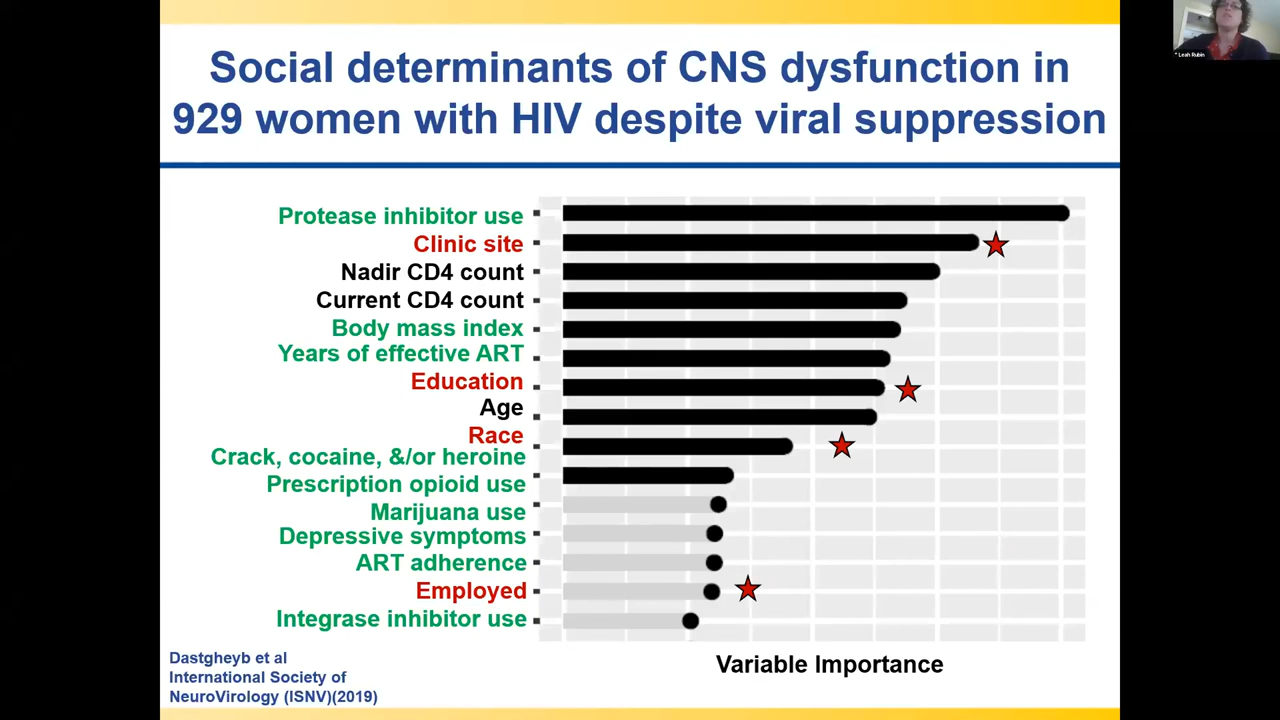 Social determinants of CNS dysfunction in
929 women with HIV despite viral suppression
Protease inhibitor use
Clinic site
Nadir CD4 count
Current CD4 count
Body mass index
Years of effective ART
Education
Age
Race
Crack, cocaine, &/or heroine
Prescription opioid use
Marijuana use
Depressive symptoms
ART adherence
Employed
Integrase inhibitor use
Variable Importance
Dastgheyb et al
International Society of
NeuroVirology (ISNV)(2019)
Leah Rubin